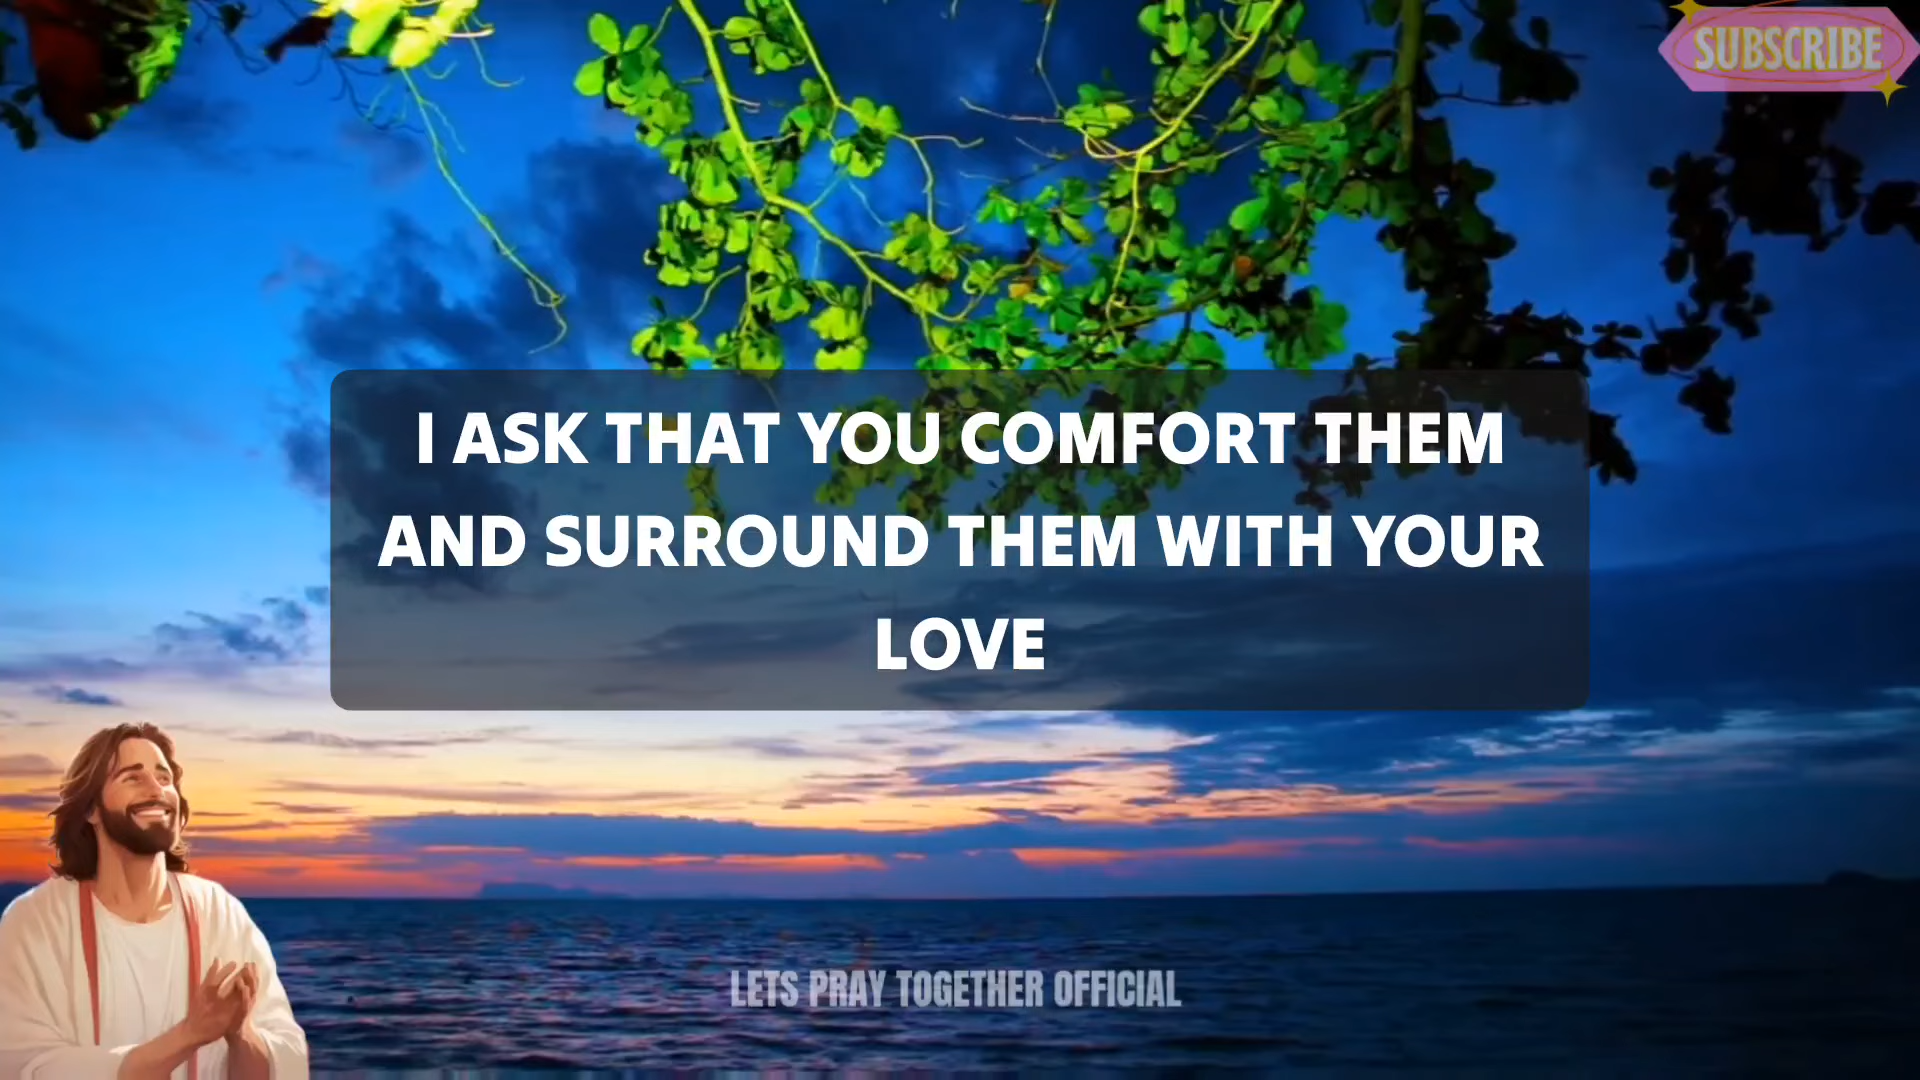 SUBSCRIBE
I ASK THAT YOU COMFORT THEM
AND SURROUND THEM WITH YOUR
LOVE
LETS PRAY TOGETHER OFFICIAL